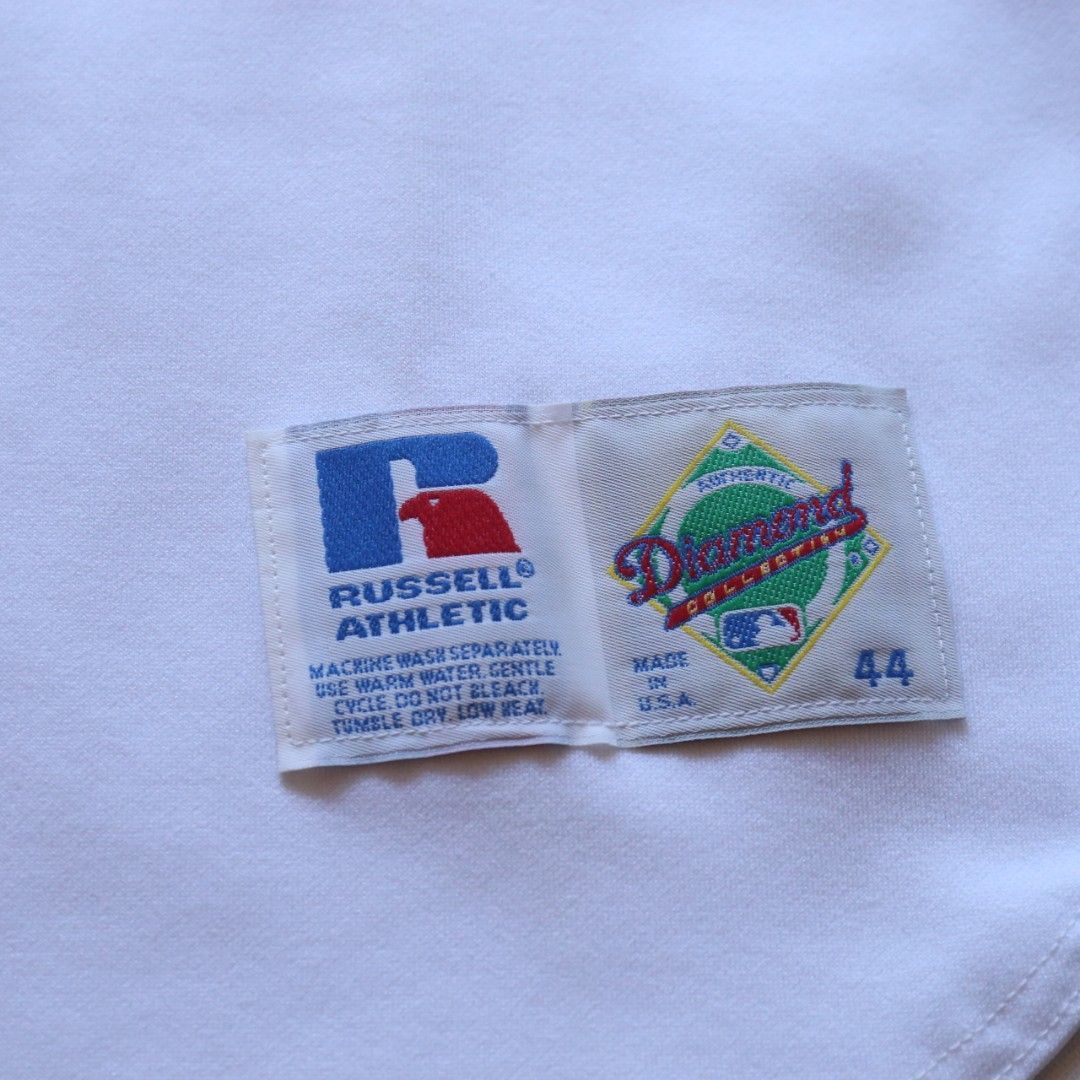 RUSSELL®
ATHLETIC
MACHINE WASH SEPARATELY.
USE WARM WATER. GENTLE
CYCLE. DO NOT BLEACH.
TUMBLE DRY. LOW HEAT.
AUTHENTIC
Diamond
COLLECTION
MADE
IN
U.S.A.
44